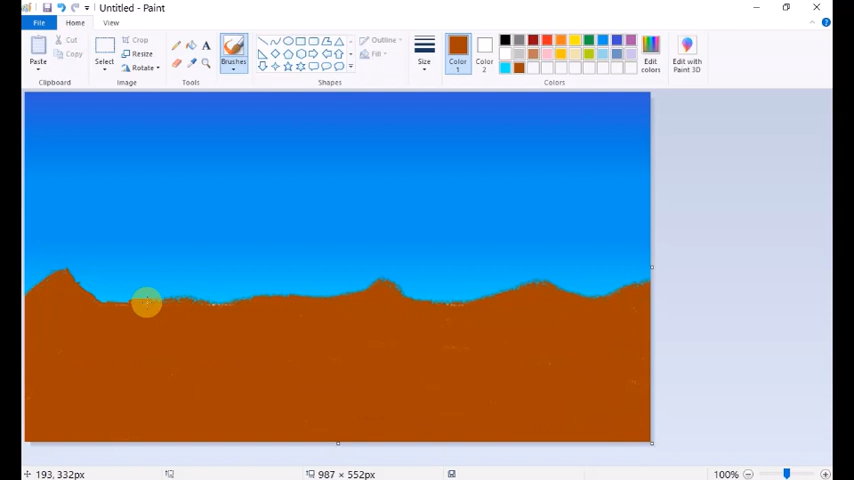 Untitled - Paint
File Home View
Paste
Cut
Copy
Clipboard
Select
Crop
Resize
Rotate
Image
A
Tools
Brushes
Shapes
Outline
Fill
Size
Color 1
Color 2
Edit colors
Colors
Edit with Paint 3D
193, 332px
987 × 552px
100%